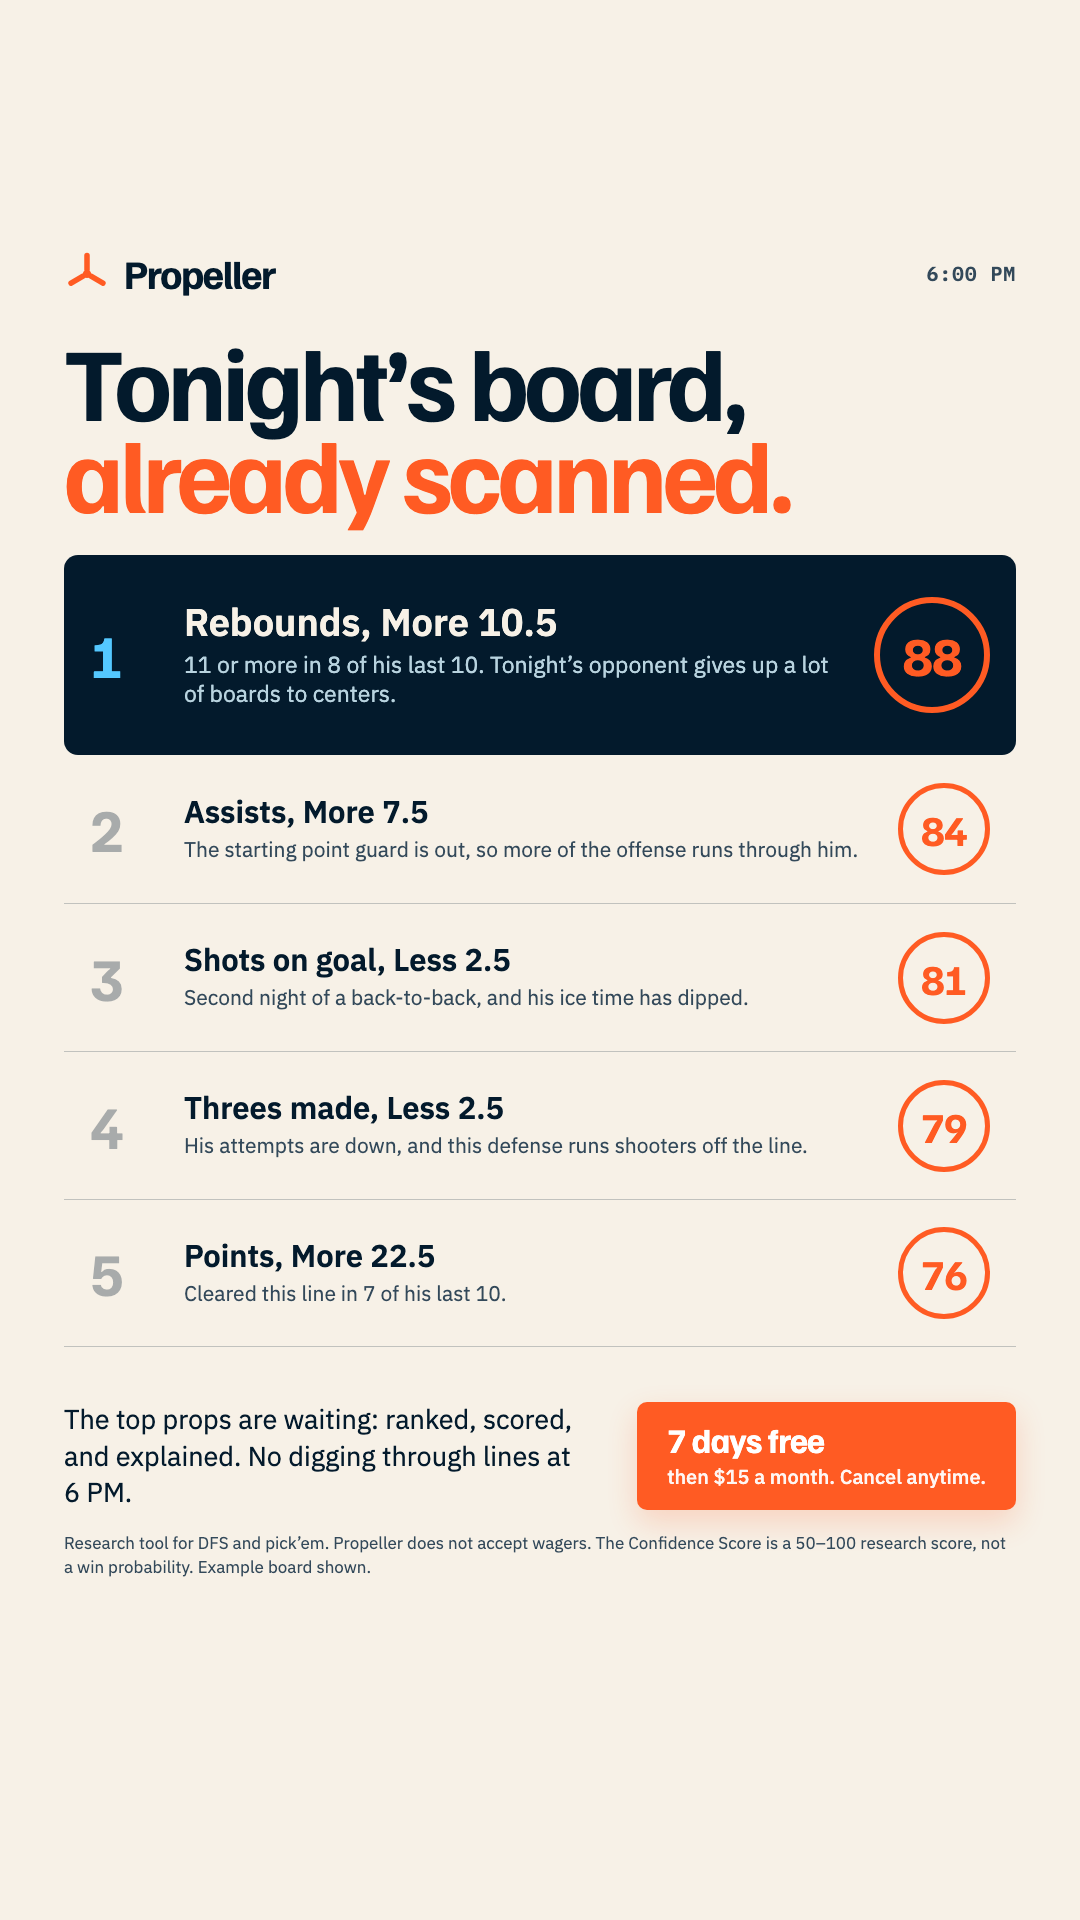 Propeller
6:00 PM
Tonight’s board,
already scanned.
1
Rebounds, More 10.5
11 or more in 8 of his last 10. Tonight’s opponent gives up a lot
of boards to centers.
88
2
Assists, More 7.5
The starting point guard is out, so more of the offense runs through him.
84
3
Shots on goal, Less 2.5
Second night of a back-to-back, and his ice time has dipped.
81
4
Threes made, Less 2.5
His attempts are down, and this defense runs shooters off the line.
79
5
Points, More 22.5
Cleared this line in 7 of his last 10.
76
The top props are waiting: ranked, scored,
and explained. No digging through lines at
6 PM.
7 days free
then $15 a month. Cancel anytime.
Research tool for DFS and pick’em. Propeller does not accept wagers. The Confidence Score is a 50–100 research score, not
a win probability. Example board shown.